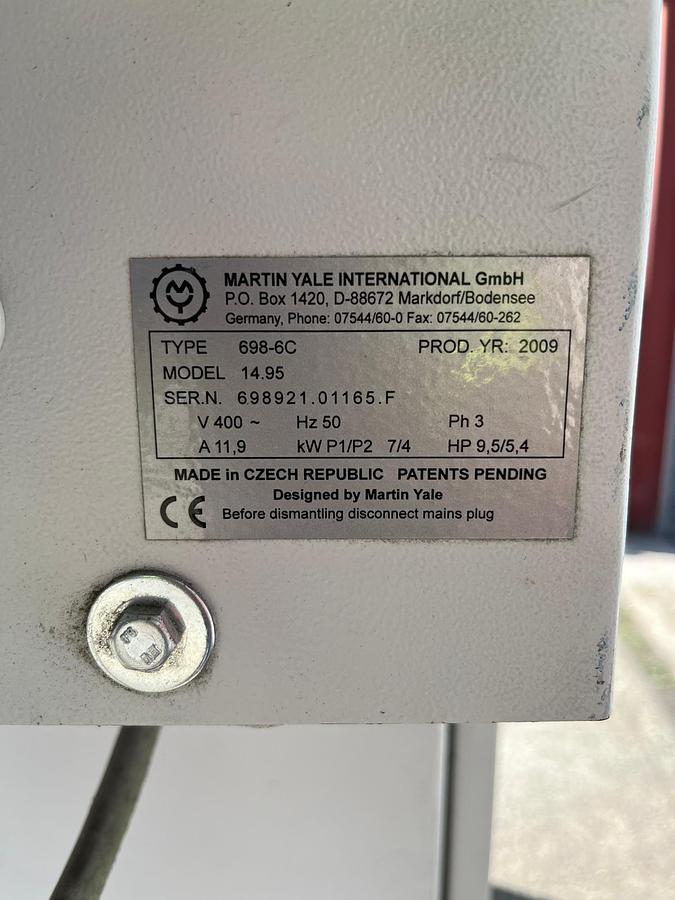 MY
MARTIN YALE INTERNATIONAL GmbH
P.O. Box 1420, D-88672 Markdorf/Bodensee
Germany, Phone: 07544/60-0 Fax: 07544/60-262
TYPE 698-6C PROD. YR: 2009
MODEL 14.95
SER.N. 698921.01165.F
V 400 ~ Hz 50 Ph 3
A 11,9 kW P1/P2 7/4 HP 9,5/5,4
MADE in CZECH REPUBLIC PATENTS PENDING
Designed by Martin Yale
CE Before dismantling disconnect mains plug